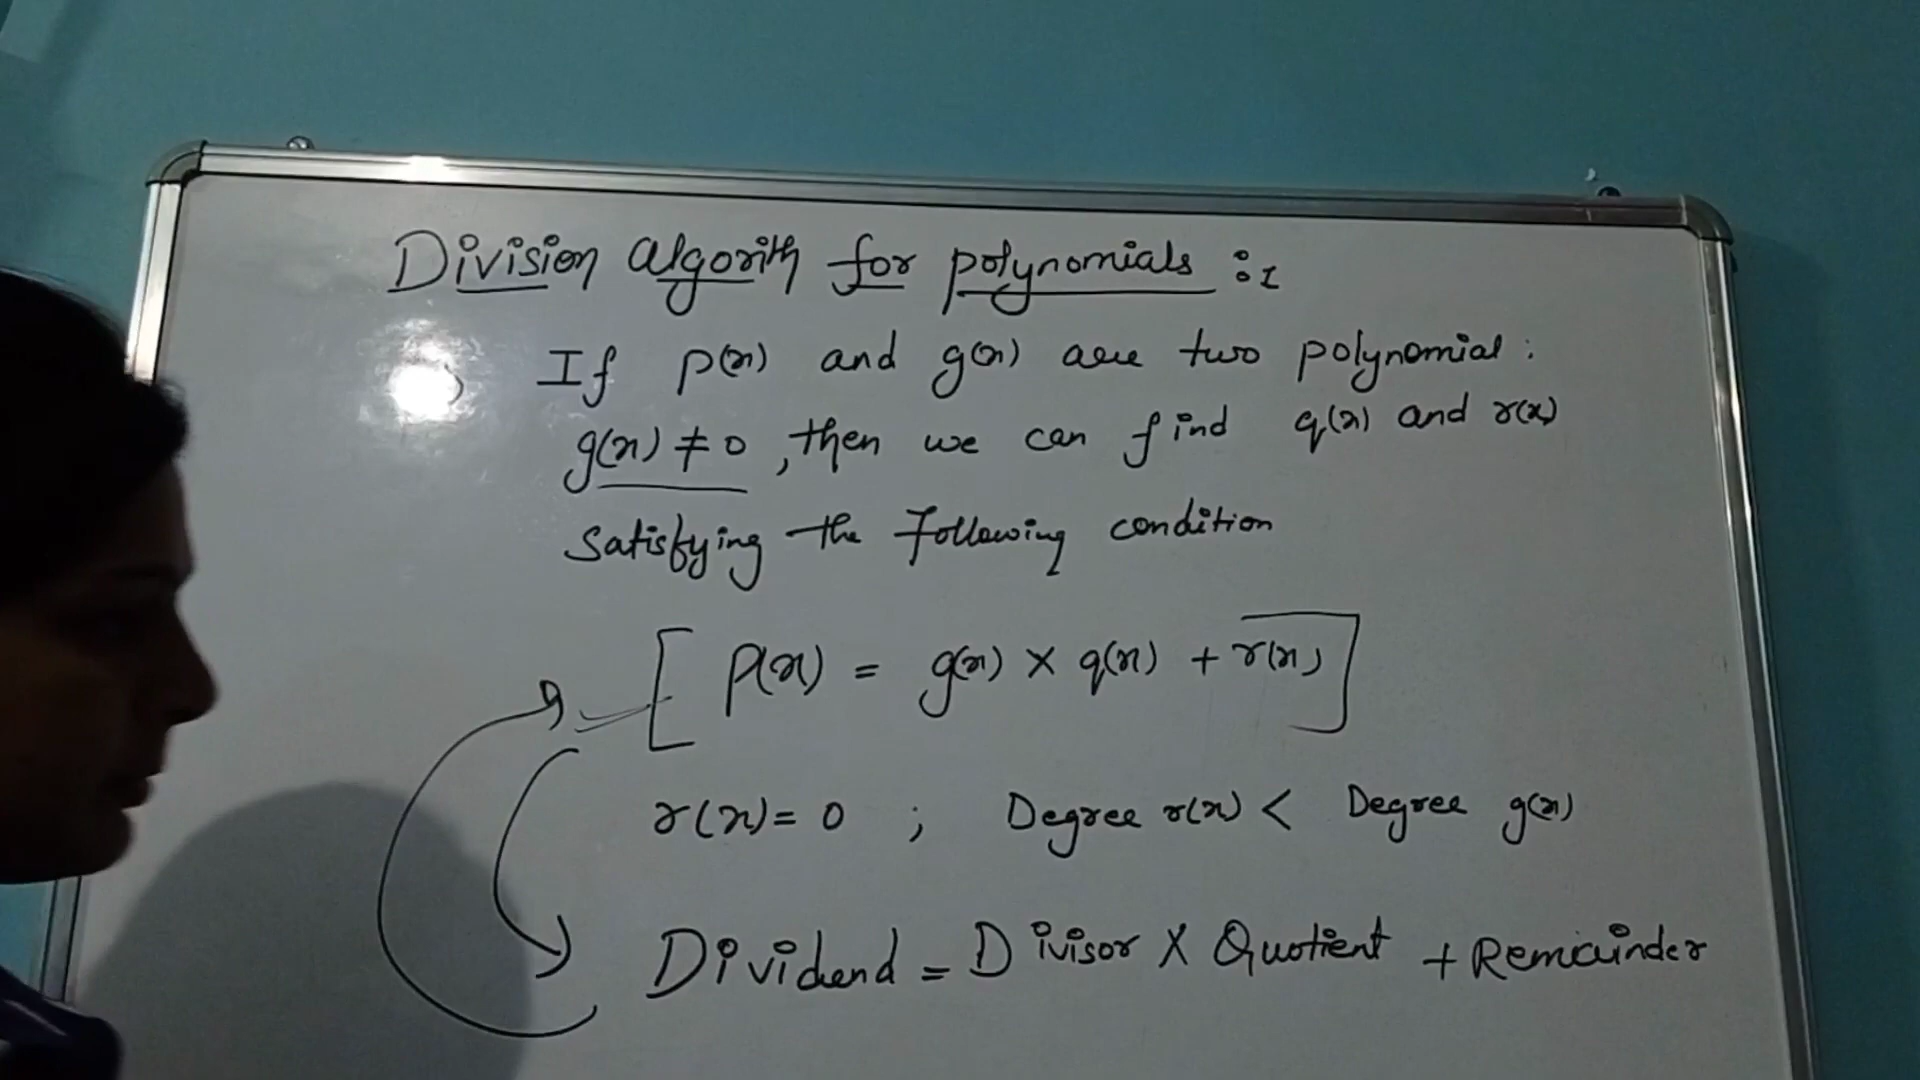 Division algorith for polynomials :-
If p(x) and g(x) are two polynomial :
g(x) ≠ 0 , then we can find q(x) and r(x)
Satisfying the following condition
[ p(x) = g(x) × q(x) + r(x) ]
r(x) = 0 ; Degree r(x) < Degree g(x)
Dividend = Divisor × Quotient + Remainder